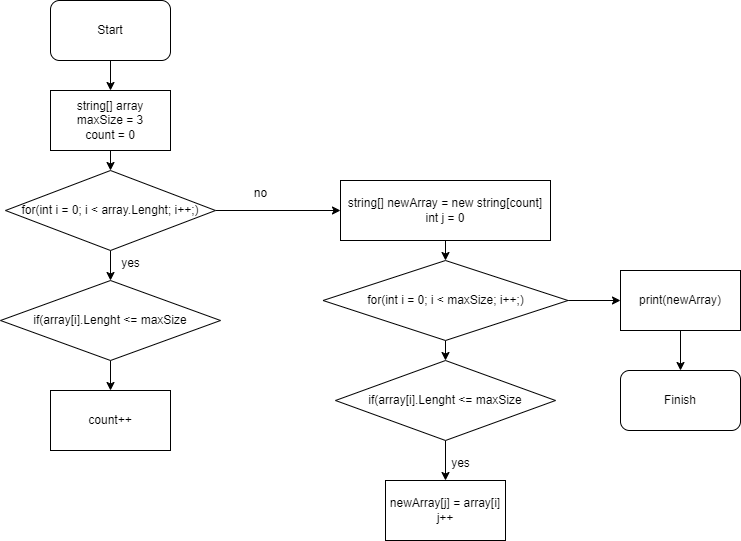 Start
string[] array
maxSize = 3
count = 0
for(int i = 0; i < array.Lenght; i++;)
no
yes
if(array[i].Lenght <= maxSize
count++
string[] newArray = new string[count]
int j = 0
for(int i = 0; i < maxSize; i++;)
if(array[i].Lenght <= maxSize
yes
newArray[j] = array[i]
j++
print(newArray)
Finish